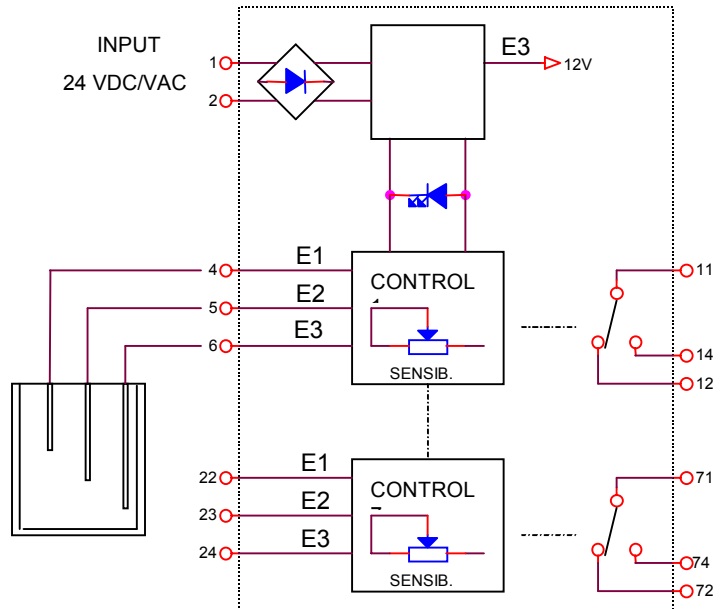 INPUT
24 VDC/VAC
1
2
E3
12V
4
E1
5
E2
6
E3
CONTROL
SENSIB.
11
14
12
22
E1
23
E2
24
E3
CONTROL
SENSIB.
71
74
72